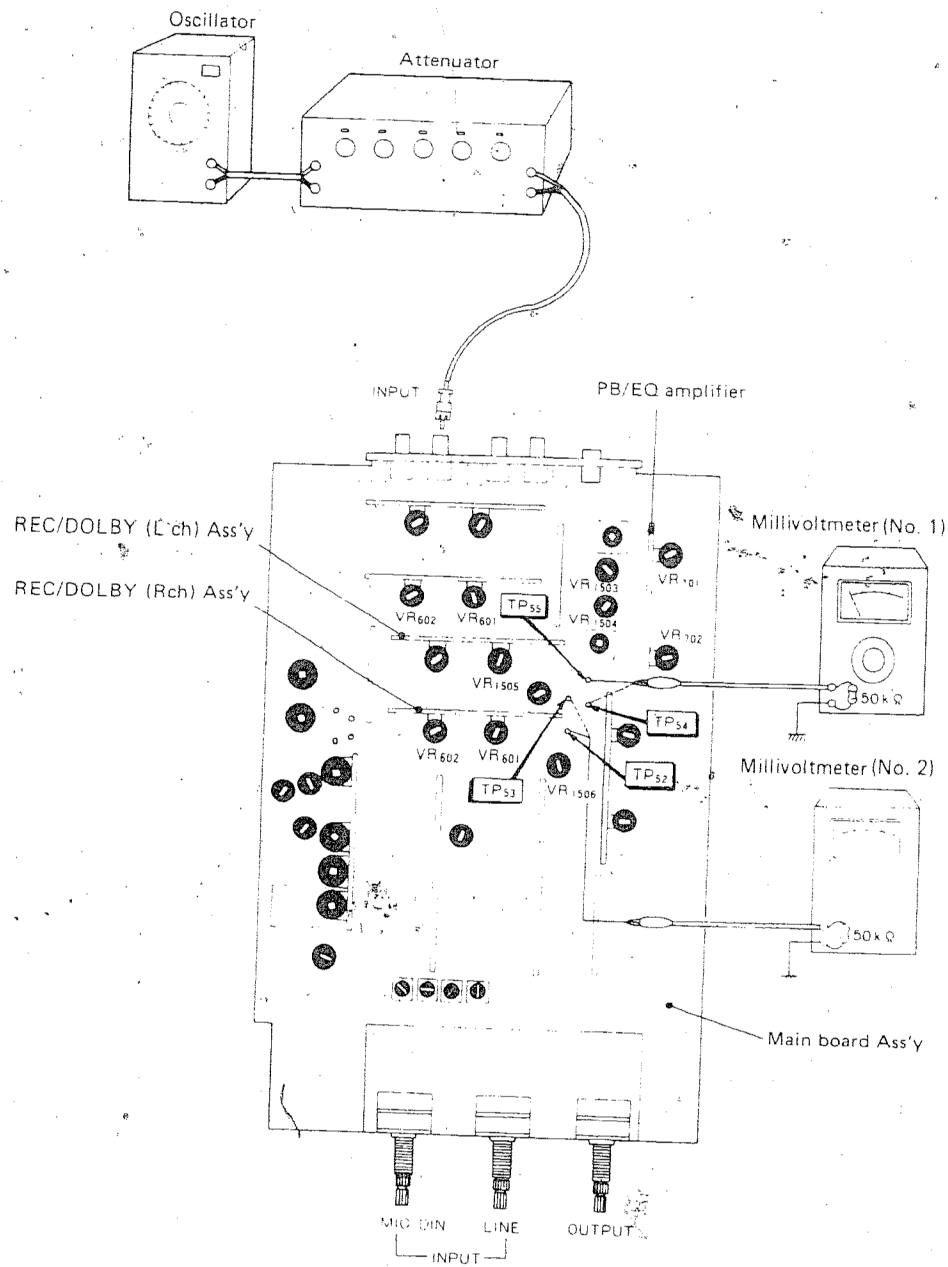 Oscillator
Attenuator
INPUT
PB/EQ amplifier
REC/DOLBY (L ch) Ass'y
Millivoltmeter (No. 1)
REC/DOLBY (Rch) Ass'y
VR602
VR601
TP55
VR1503
VR1504
VR702
VR1505
50kΩ
TP54
VR602
VR601
TP53
VR1506
TP52
Millivoltmeter (No. 2)
50kΩ
Main board Ass'y
MIC DIN
LINE
OUTPUT
INPUT